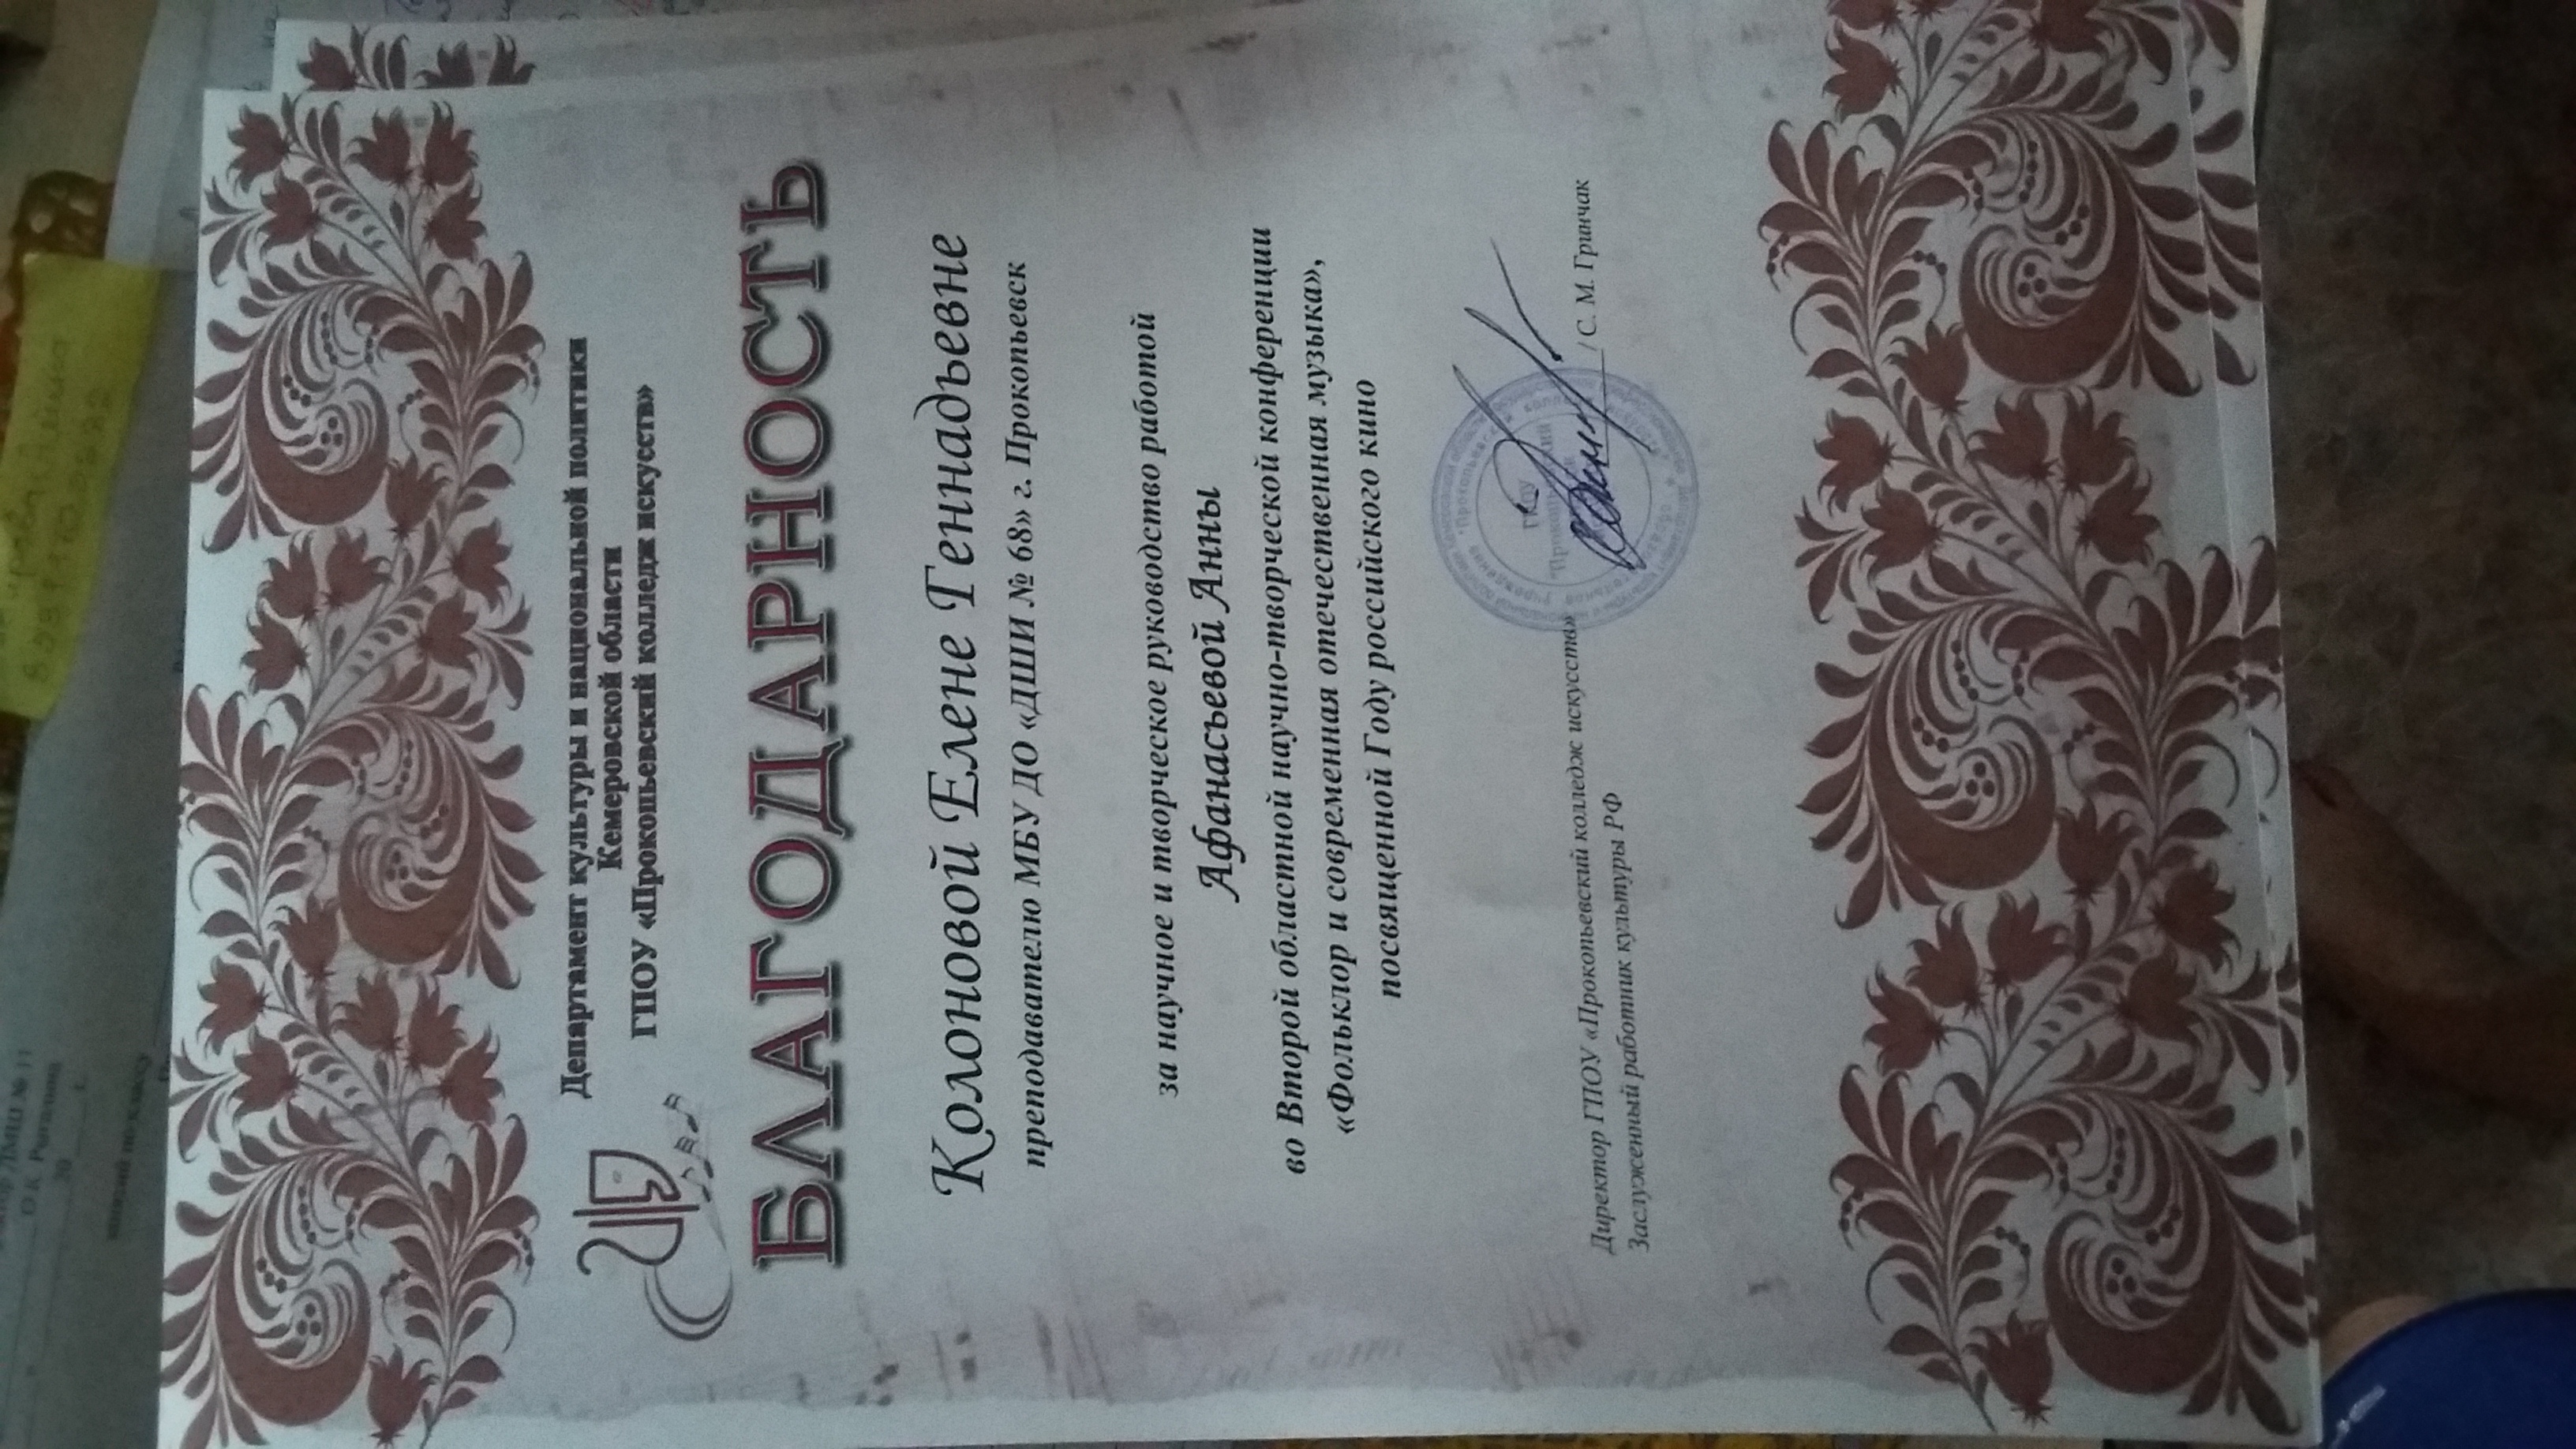 Департамент культуры и национальной политики
Кемеровской области
ГПОУ «Прокопьевский колледж искусств»
БЛАГОДАРНОСТЬ
Колоновой Елене Геннадьевне
преподавателю МБУ ДО «ДШИ № 68» г. Прокопьевск
за научное и творческое руководство работой
Афанасьевой Анны
во Второй областной научно-творческой конференции
«Фольклор и современная отечественная музыка»,
посвященной Году российского кино
Директор ГПОУ «Прокопьевский колледж искусств» / С. М. Гринчак
Заслуженный работник культуры РФ